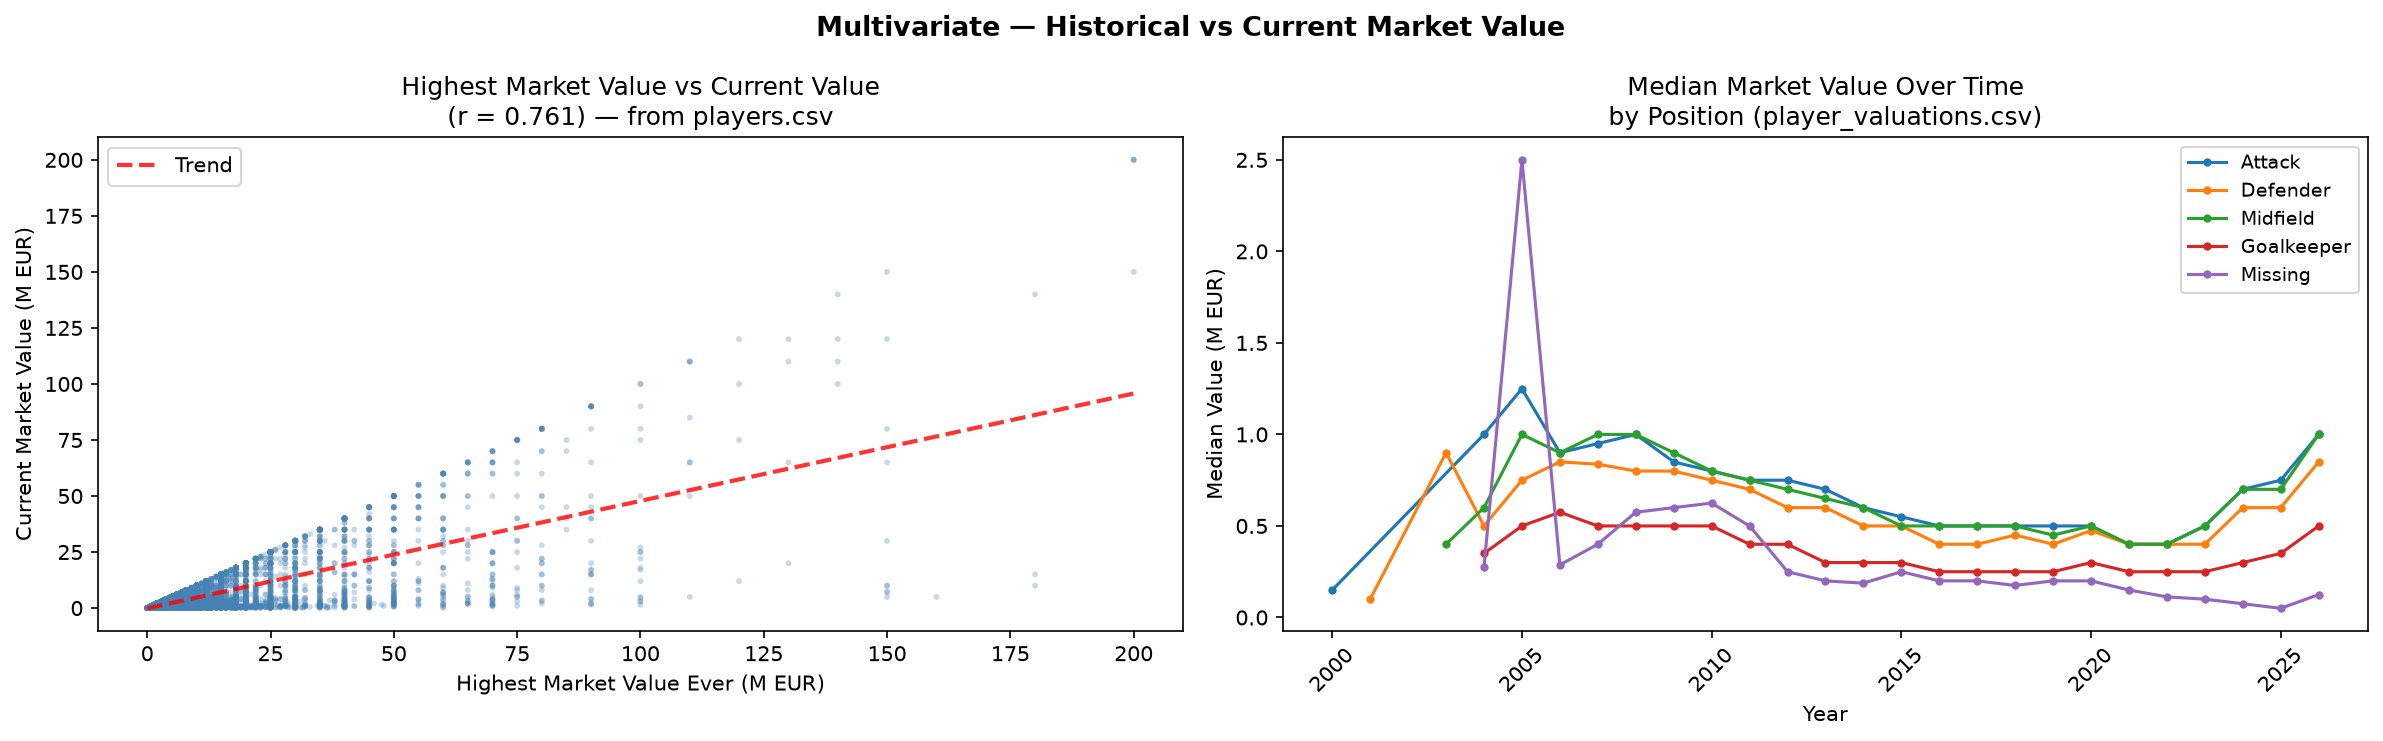 Multivariate — Historical vs Current Market Value
Highest Market Value vs Current Value
(r = 0.761) — from players.csv
Trend
200
175
150
125
100
75
50
25
0
Current Market Value (M EUR)
0 25 50 75 100 125 150 175 200
Highest Market Value Ever (M EUR)
Median Market Value Over Time
by Position (player_valuations.csv)
Attack
Defender
Midfield
Goalkeeper
Missing
2.5
2.0
1.5
1.0
0.5
0.0
Median Value (M EUR)
2000 2005 2010 2015 2020 2025
Year